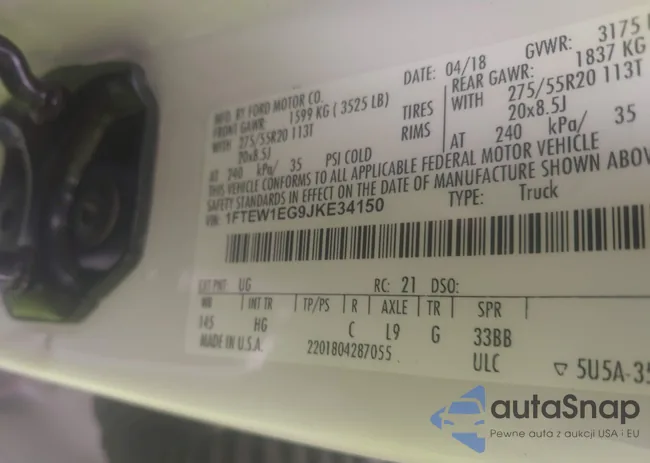 MFD. BY FORD MOTOR CO.
DATE: 04/18 GVWR: 3175
FRONT GAWR: 1599 KG (3525 LB) REAR GAWR: 1837 KG
WITH 275/55R20 113T TIRES WITH 275/55R20 113T
20x8.5J RIMS 20x8.5J
AT 240 kPa/ 35 PSI COLD AT 240 kPa/ 35
THIS VEHICLE CONFORMS TO ALL APPLICABLE FEDERAL MOTOR VEHICLE
SAFETY STANDARDS IN EFFECT ON THE DATE OF MANUFACTURE SHOWN ABOV
VIN: 1FTEW1EG9JKE34150 TYPE: Truck
EXT PNT: UG RC: 21 DSO:
WB INT TR TP/PS R AXLE TR SPR
145 HG C L9 G 33BB
MADE IN U.S.A. 2201804287055 ULC ▽ 5U5A-35
autaSnap
Pewne auta z aukcji USA i EU